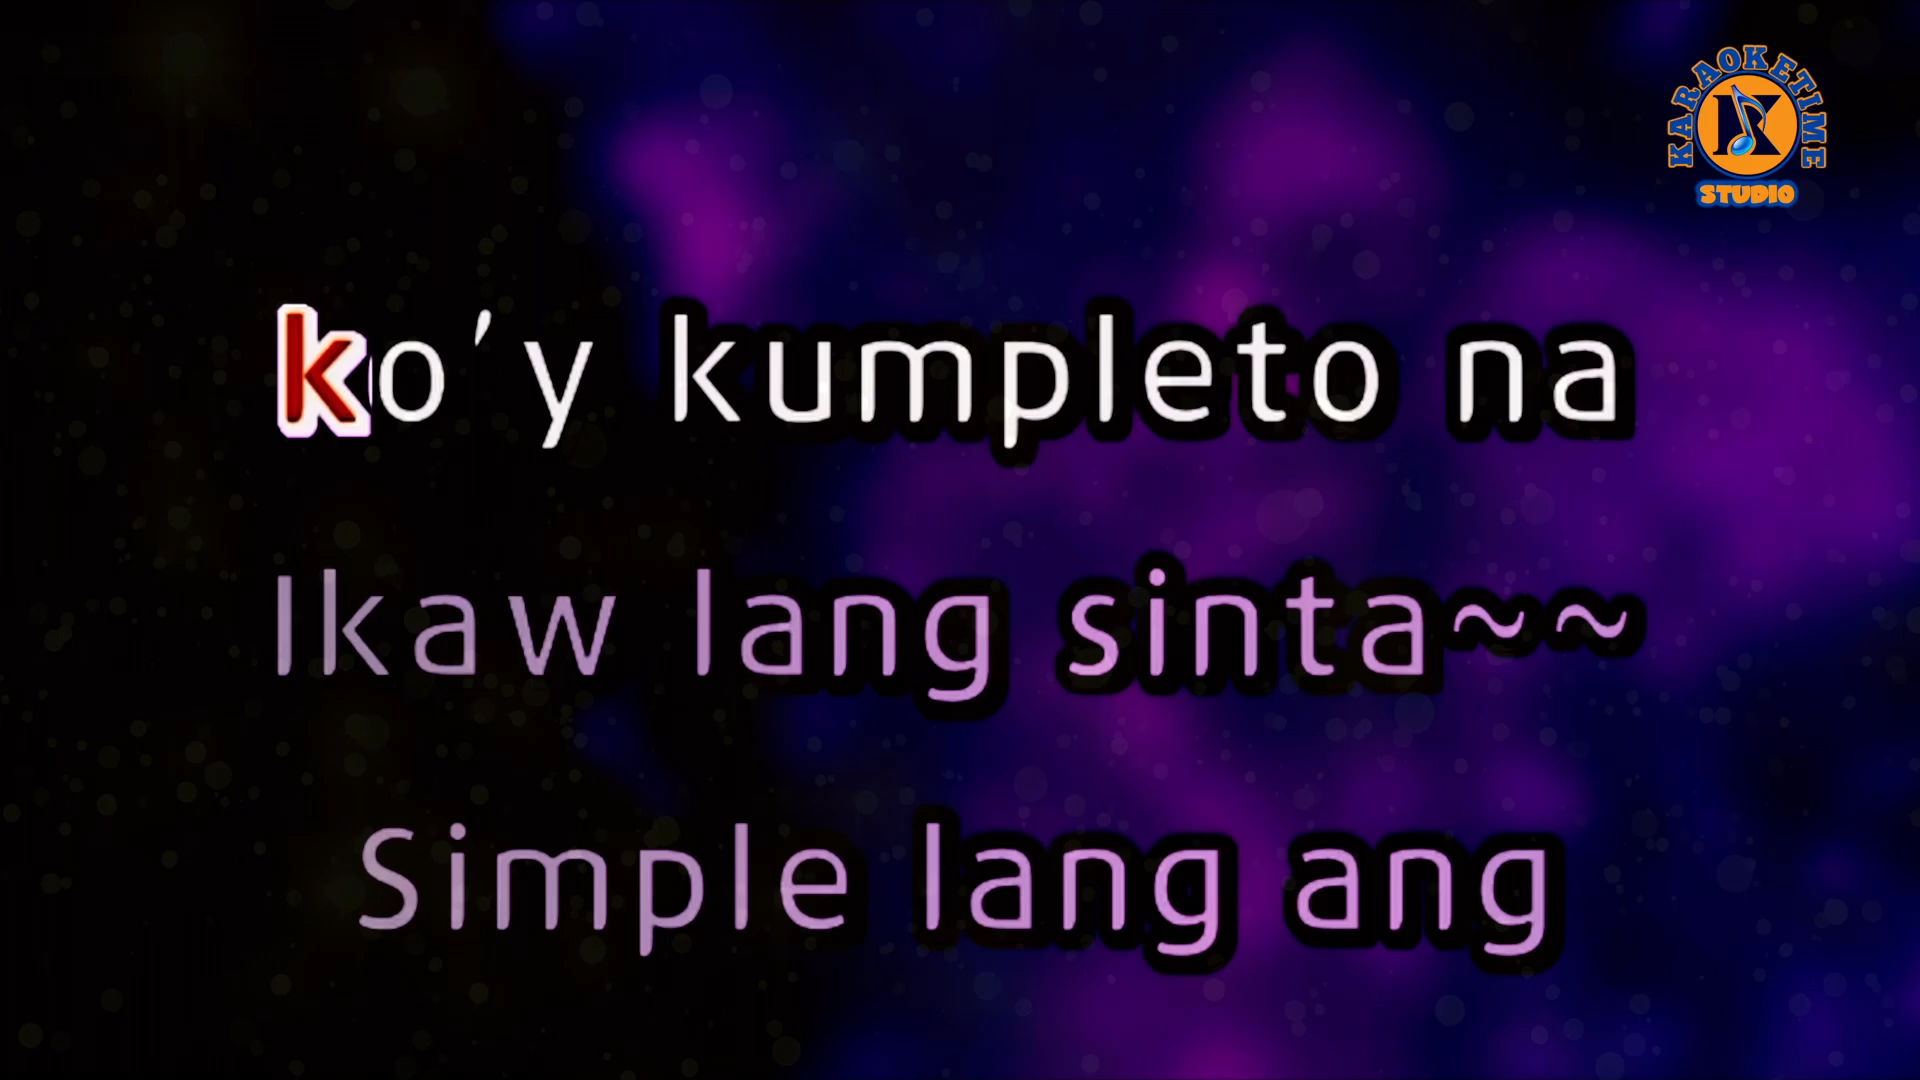 KARAOKETIME
STUDIO
ko’y kumpleto na
Ikaw lang sinta~~
Simple lang ang